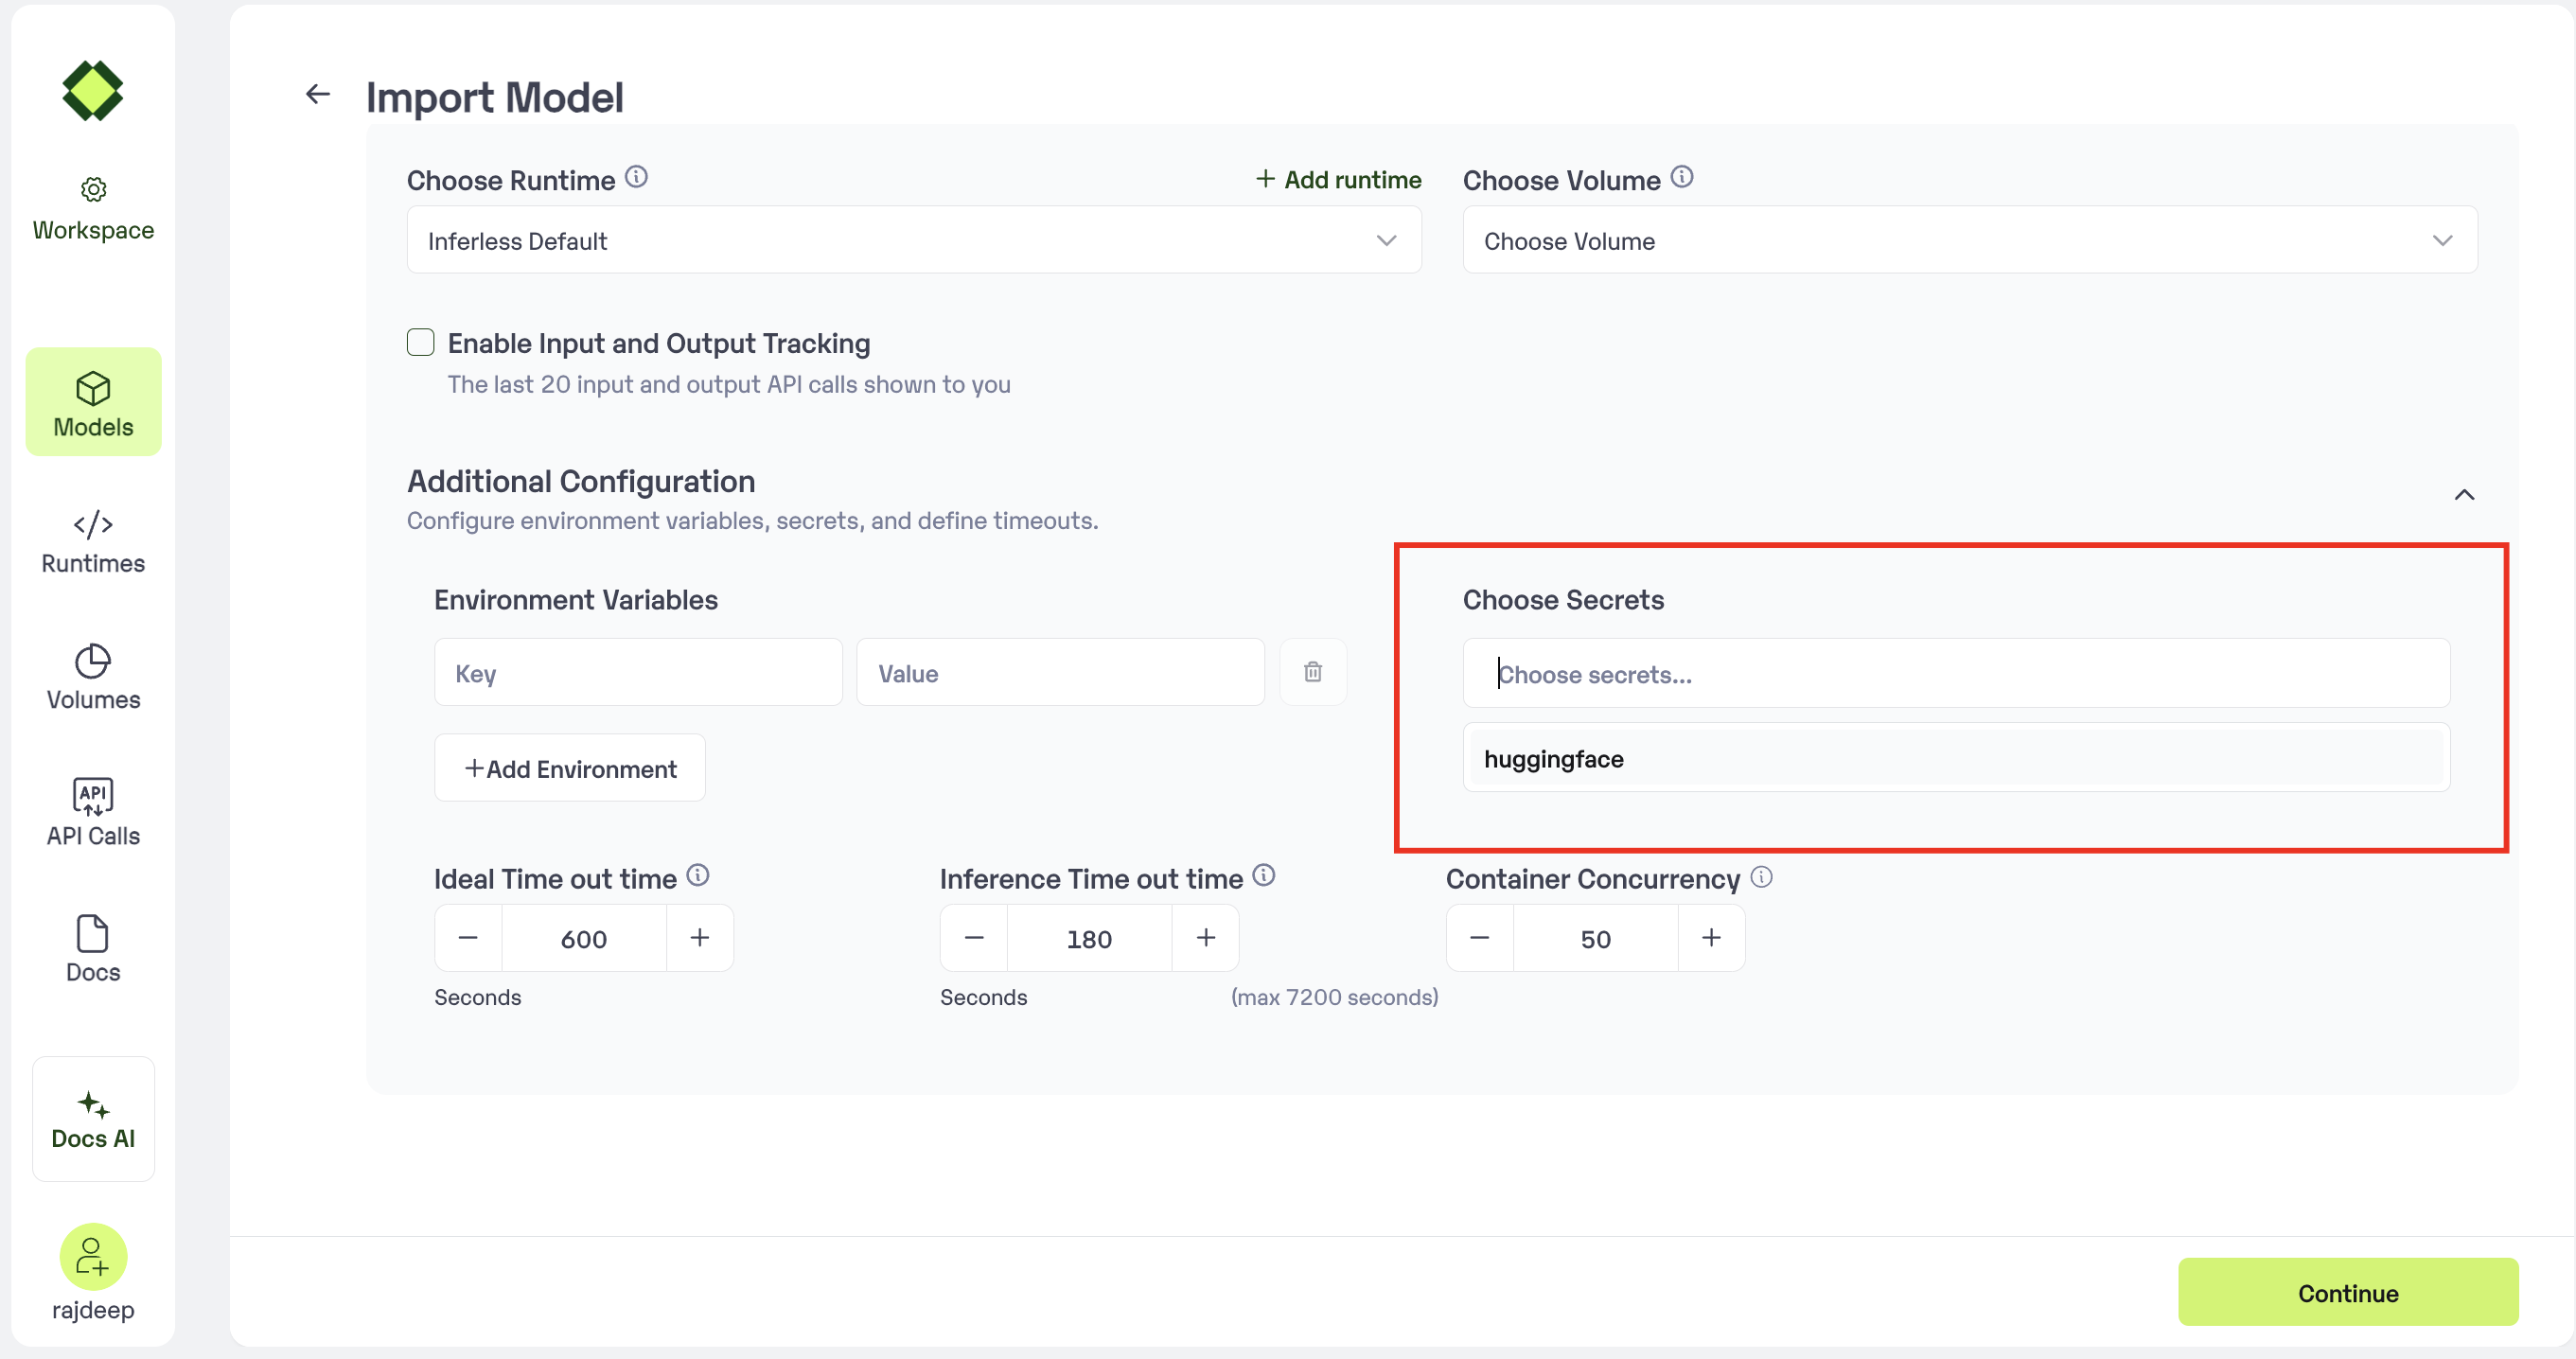 Import Model
Workspace
Models
Runtimes
Volumes
API
API Calls
Docs
Docs AI
rajdeep
Choose Runtime
+ Add runtime
Inferless Default
Choose Volume
Choose Volume
Enable Input and Output Tracking
The last 20 input and output API calls shown to you
Additional Configuration
Configure environment variables, secrets, and define timeouts.
Environment Variables
Key
Value
+Add Environment
Choose Secrets
Choose secrets...
huggingface
Ideal Time out time
600
Seconds
Inference Time out time
180
Seconds
(max 7200 seconds)
Container Concurrency
50
Continue